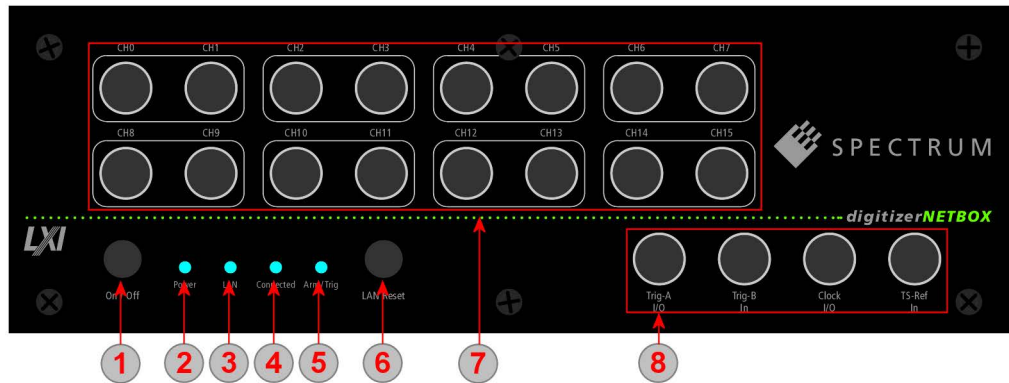 CH0 CH1 CH2 CH3 CH4 CH5 CH6 CH7
CH8 CH9 CH10 CH11 CH12 CH13 CH14 CH15
SPECTRUM
digitizerNETBOX
LXI
On / Off Power LAN Connected Arm/Trig LAN Reset
Trig-A I/O
Trig-B In
Clock I/O
TS-Ref In
1 2 3 4 5 6 7 8